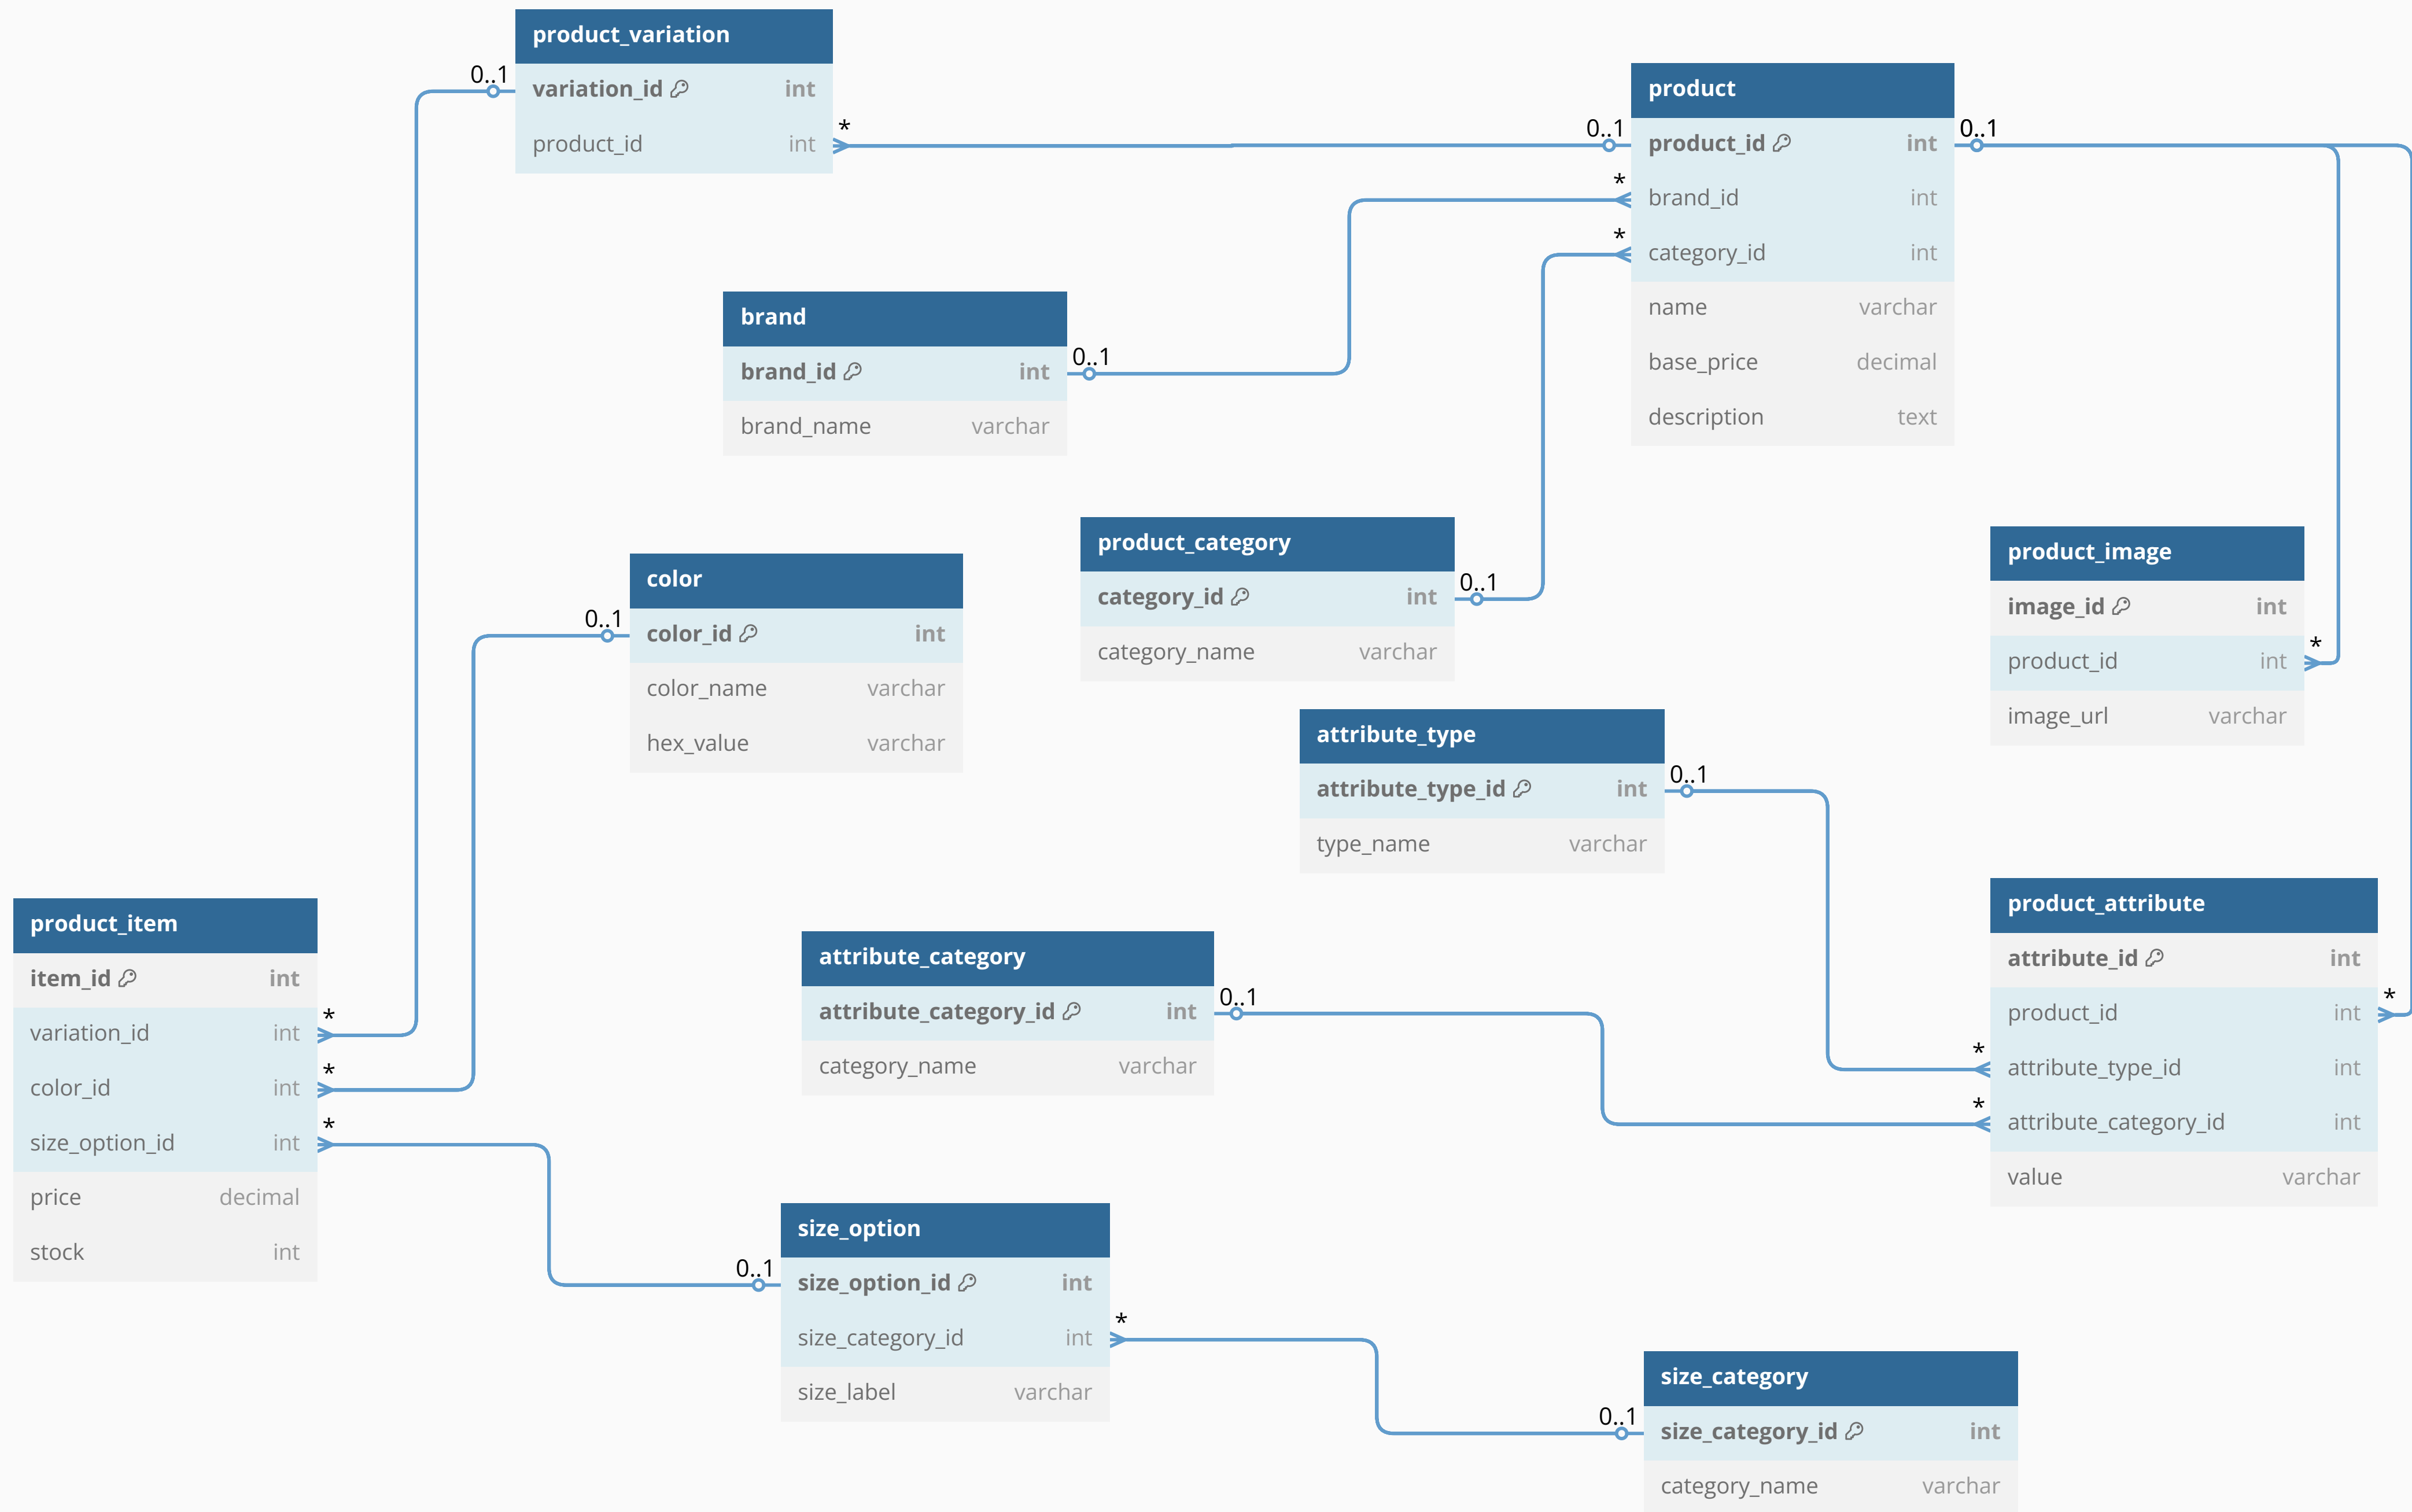 product_variation
0..1
variation_id int
*
product_id int
product
0..1
product_id int
0..1
*
brand_id int
*
category_id int
name varchar
base_price decimal
description text
brand
brand_id int
0..1
brand_name varchar
product_category
category_id int
0..1
category_name varchar
color
0..1
color_id int
color_name varchar
hex_value varchar
product_image
image_id int
product_id int
*
image_url varchar
attribute_type
attribute_type_id int
0..1
type_name varchar
product_item
item_id int
variation_id int
*
color_id int
*
size_option_id int
*
price decimal
stock int
attribute_category
attribute_category_id int
0..1
category_name varchar
product_attribute
attribute_id int
product_id int
*
*
attribute_type_id int
*
attribute_category_id int
value varchar
size_option
0..1
size_option_id int
size_category_id int
*
size_label varchar
size_category
0..1
size_category_id int
category_name varchar